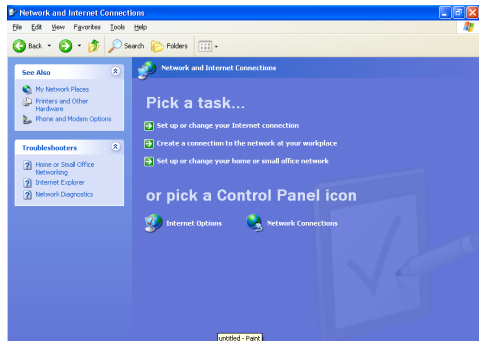 Network and Internet Connections
File Edit View Favorites Tools Help
Back Search Folders
See Also
My Network Places
Printers and Other
Hardware
Phone and Modem Options
Troubleshooters
Home or Small Office
Networking
Internet Explorer
Network Diagnostics
Network and Internet Connections
Pick a task...
Set up or change your Internet connection
Create a connection to the network at your workplace
Set up or change your home or small office network
or pick a Control Panel icon
Internet Options Network Connections
untitled - Paint